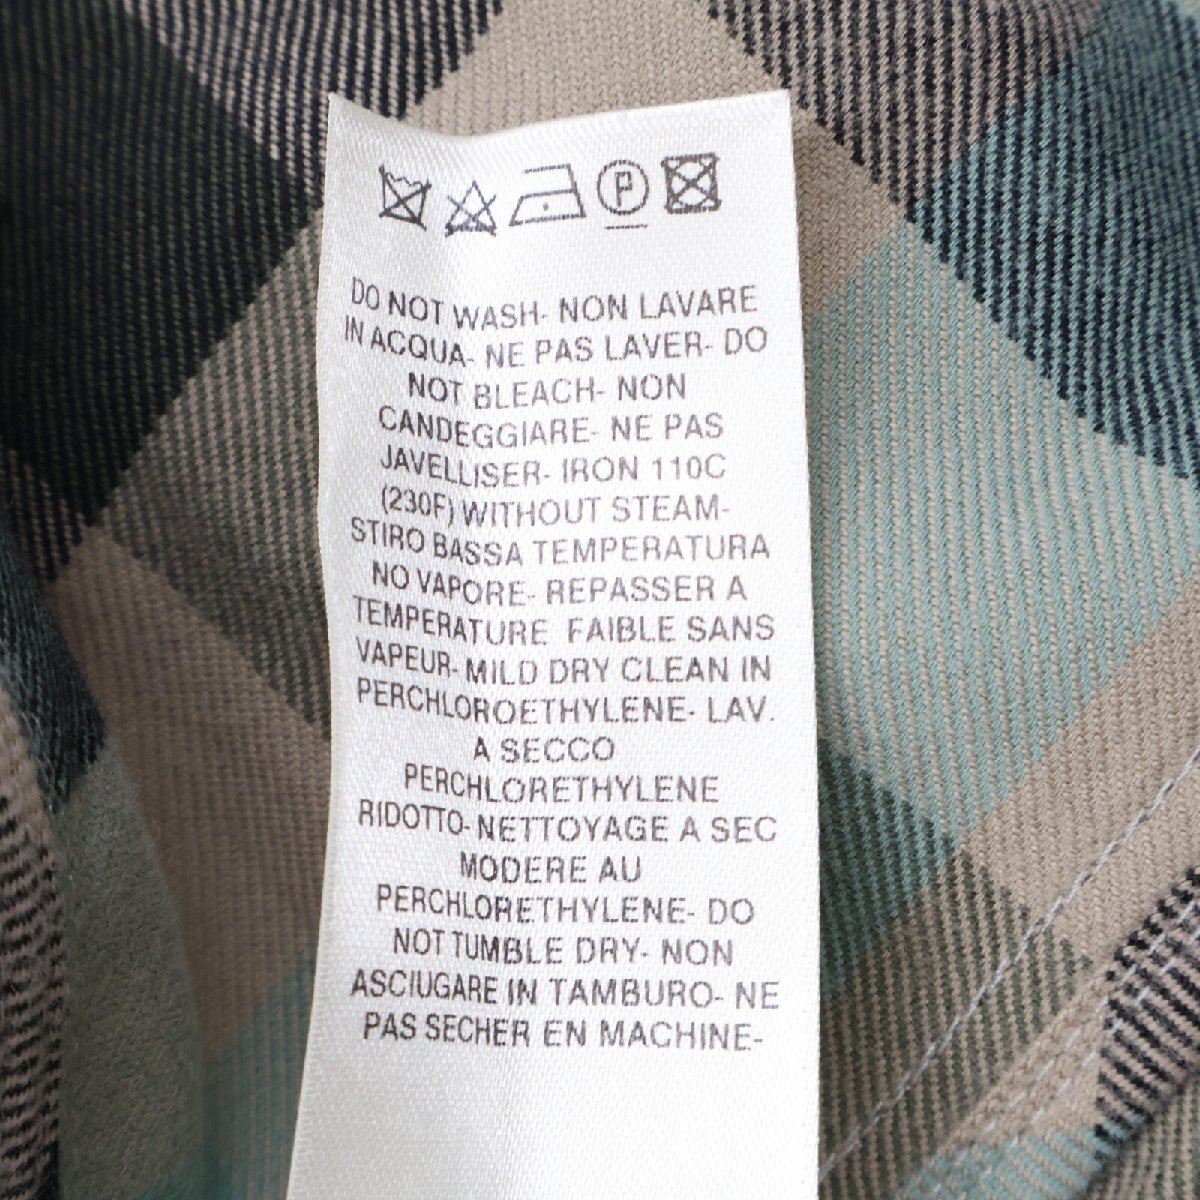 P
DO NOT WASH- NON LAVARE
IN ACQUA- NE PAS LAVER- DO
NOT BLEACH- NON
CANDEGGIARE- NE PAS
JAVELLISER- IRON 110C
(230F) WITHOUT STEAM-
STIRO BASSA TEMPERATURA
NO VAPORE- REPASSER A
TEMPERATURE FAIBLE SANS
VAPEUR- MILD DRY CLEAN IN
PERCHLOROETHYLENE- LAV.
A SECCO
PERCHLORETHYLENE
RIDOTTO- NETTOYAGE A SEC
MODERE AU
PERCHLORETHYLENE- DO
NOT TUMBLE DRY- NON
ASCIUGARE IN TAMBURO- NE
PAS SECHER EN MACHINE-